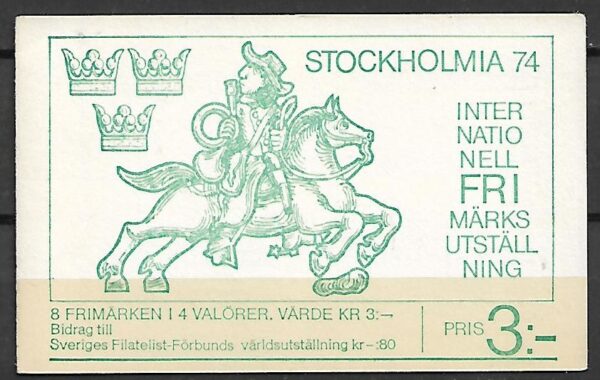 STOCKHOLMIA 74
INTER
NATIO
NELL
FRI
MÄRKS
UTSTÄLL
NING
8 FRIMÄRKEN I 4 VALÖRER. VÄRDE KR 3:–
Bidrag till
Sveriges Filatelist-Förbunds världsutställning kr–:80
PRIS 3:–